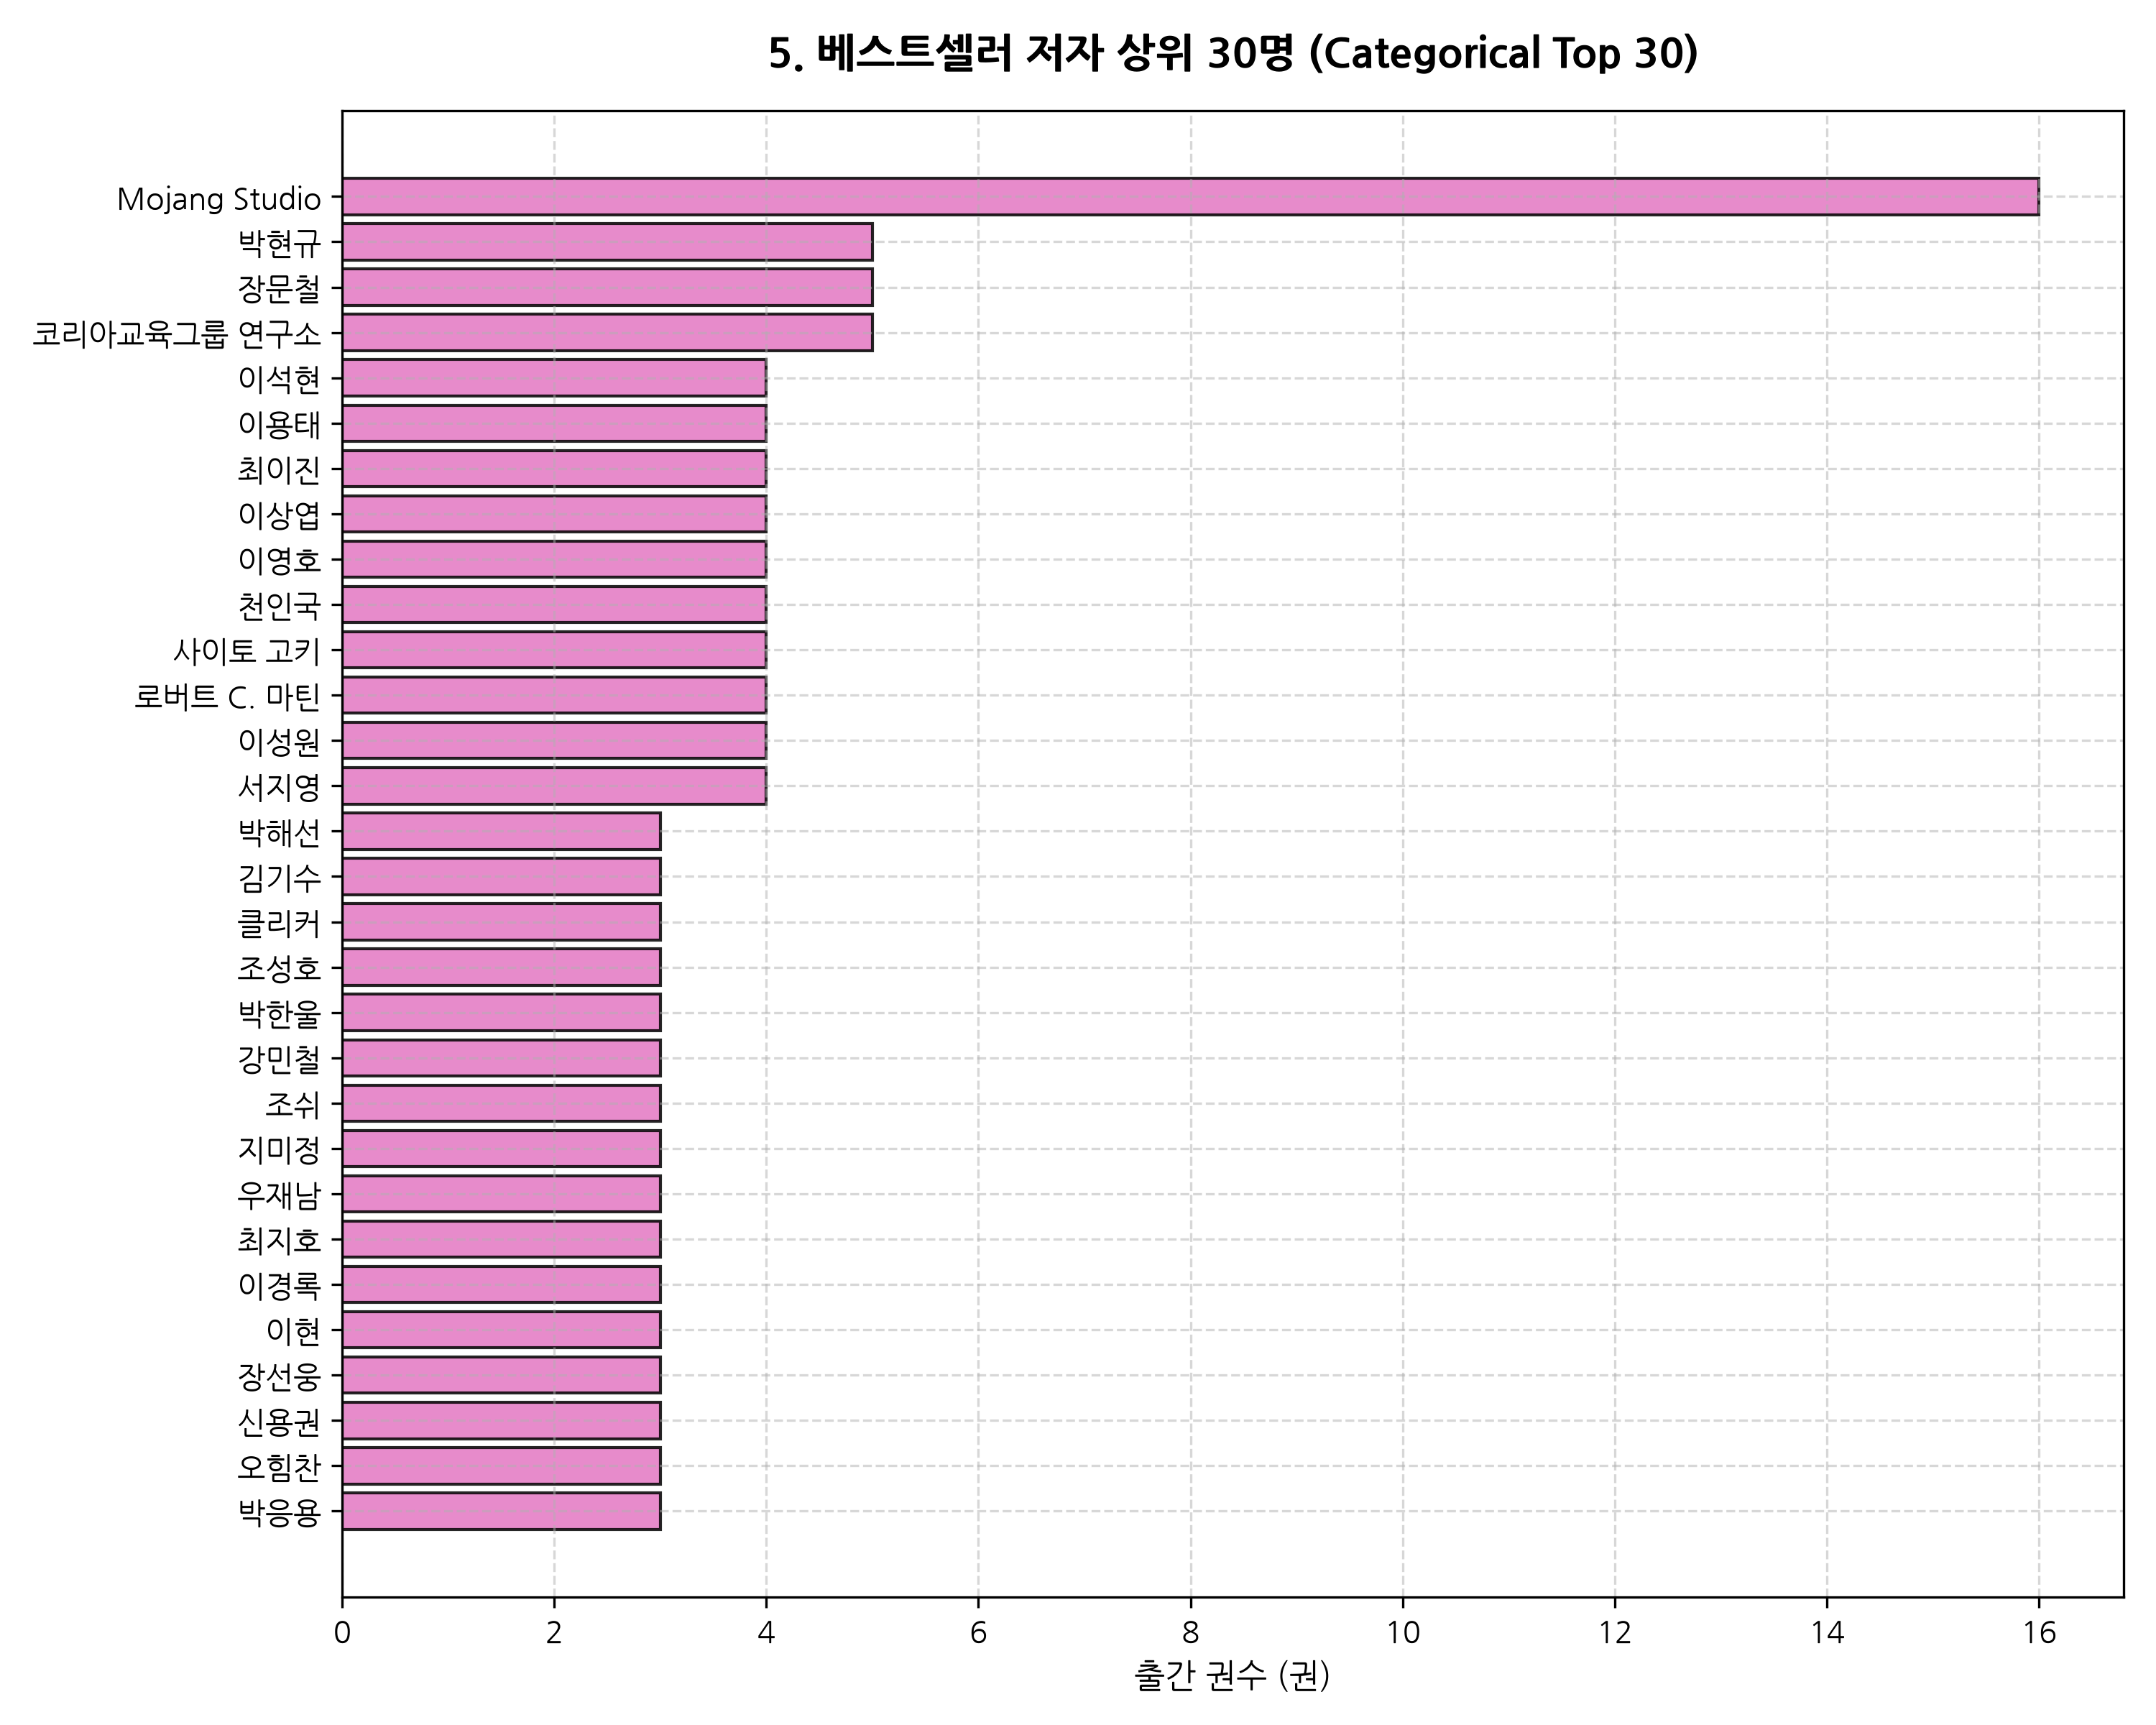 5. 베스트셀러 저자 상위 30명 (Categorical Top 30)
Mojang Studio
박현규
장문철
코리아교육그룹 연구소
이석현
이용태
최이진
이상엽
이영호
천인국
사이토 고키
로버트 C. 마틴
이성원
서지영
박해선
김기수
클리커
조성호
박한울
강민철
조쉬
지미정
우재남
최지호
이경록
이현
장선웅
신용권
오힘찬
박응용
0 2 4 6 8 10 12 14 16
출간 권수 (권)